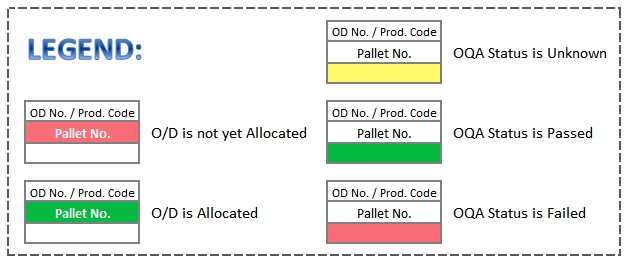 LEGEND:
OD No. / Prod. Code
Pallet No.
OQA Status is Unknown
OD No. / Prod. Code
Pallet No.
O/D is not yet Allocated
OD No. / Prod. Code
Pallet No.
OQA Status is Passed
OD No. / Prod. Code
Pallet No.
O/D is Allocated
OD No. / Prod. Code
Pallet No.
OQA Status is Failed